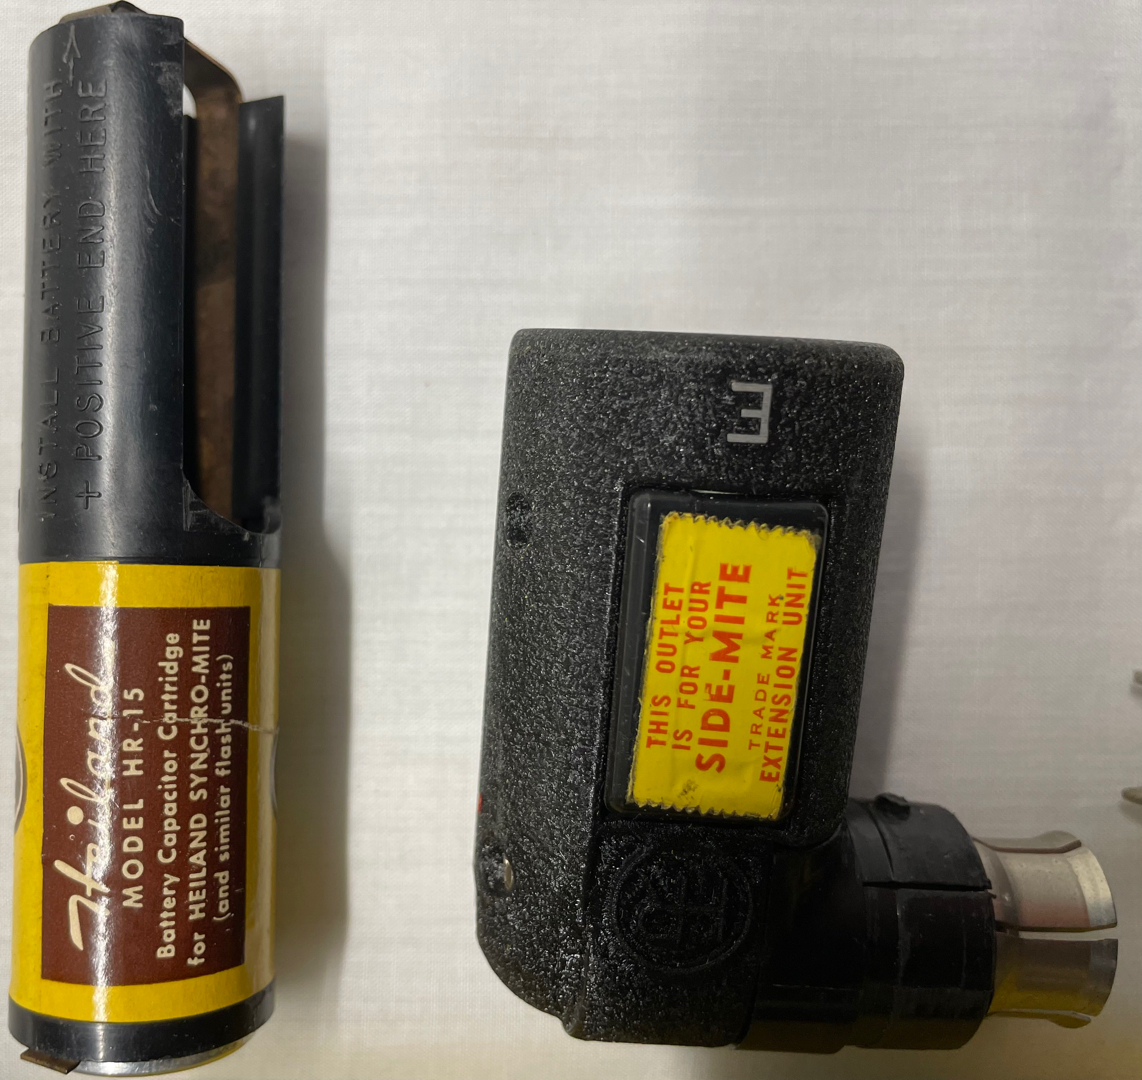 INSTALL BATTERY WITH
+ POSITIVE END HERE
Heiland
MODEL HR-15
Battery Capacitor Cartridge
for HEILAND SYNCHRO-MITE
(and similar flash units)
E
THIS OUTLET
IS FOR YOUR
SIDE-MITE
TRADE MARK
EXTENSION UNIT